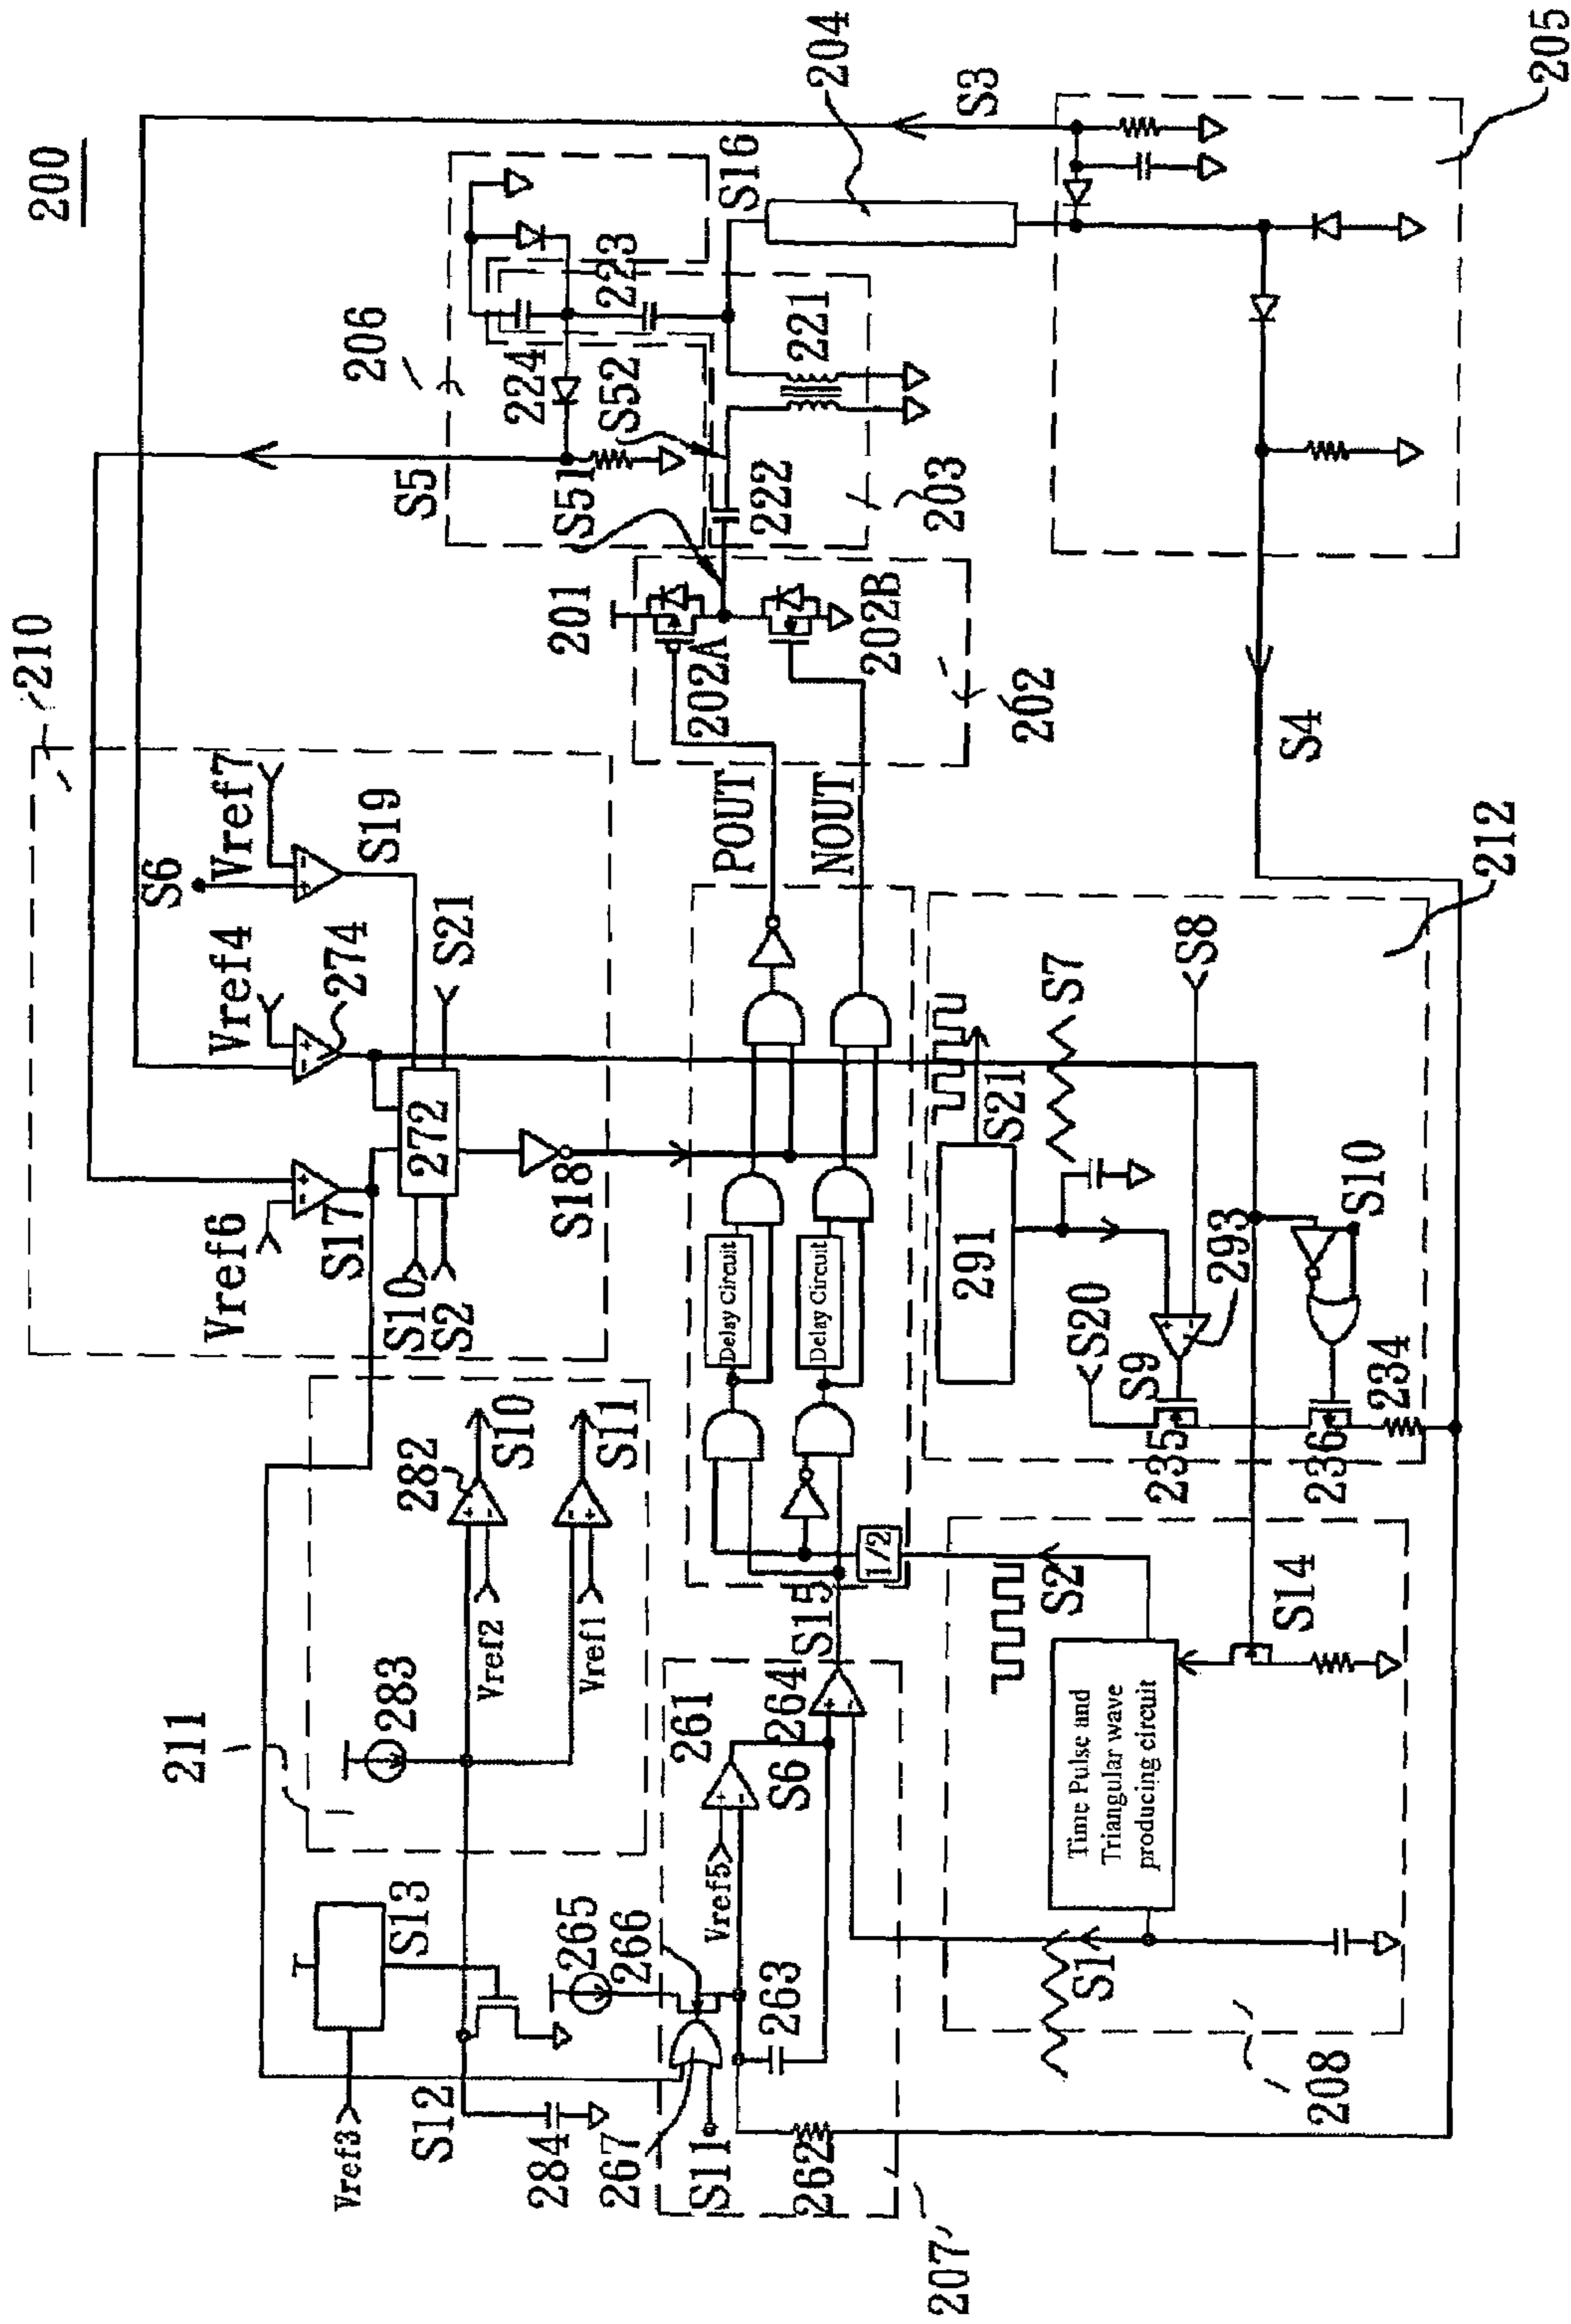 200
210
S6
Vref7
S19
Vref4
274
S21
Vref6
S17
272
S10
S2
S18
206
S5
224
223
S52
S51
222
221
203
S16
204
S3
205
201
202A
202B
202
POUT
NOUT
S4
211
283
282
S10
S11
Vref2
Vref1
Vref3
S13
S12
284
265
266
267
S11
Vref5
261
S6
264
263
262
207
S15
1/2
Delay Circuit
Delay Circuit
S2
S1
Time Pulse and
Triangular wave
producing circuit
S14
208
291
S21
S7
S8
S20
S9
293
235
S10
236
234
212